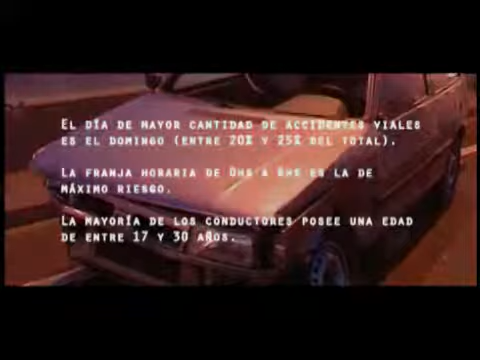 El día de mayor cantidad de accidentes viales
es el domingo (entre 20% y 25% del total).
La franja horaria de 0hs a 6hs es la de
máximo riesgo.
La mayoría de los conductores posee una edad
de entre 17 y 30 años.